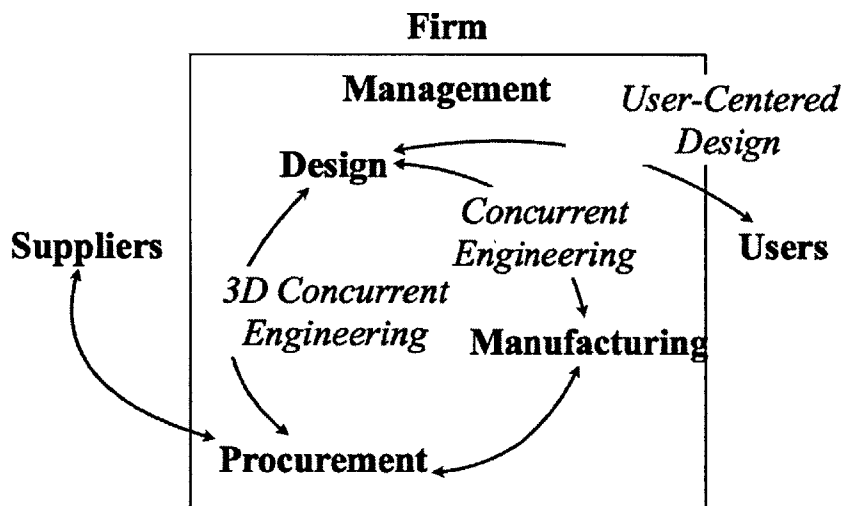 Firm
Management
User-Centered
Design
Design
Concurrent
Engineering
Suppliers
Users
3D Concurrent
Engineering
Manufacturing
Procurement